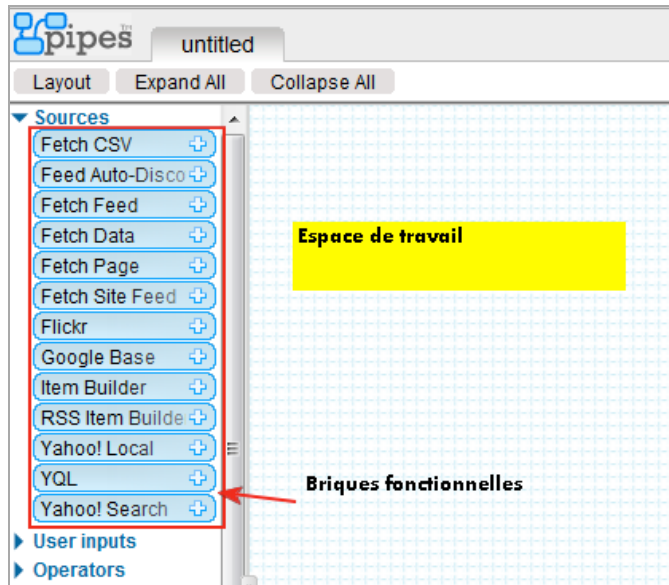 pipes™
untitled
Layout Expand All Collapse All
Sources
Fetch CSV
Feed Auto-Disco
Fetch Feed
Fetch Data
Espace de travail
Fetch Page
Fetch Site Feed
Flickr
Google Base
Item Builder
RSS Item Builde
Yahoo! Local
YQL
Briques fonctionnelles
Yahoo! Search
User inputs
Operators